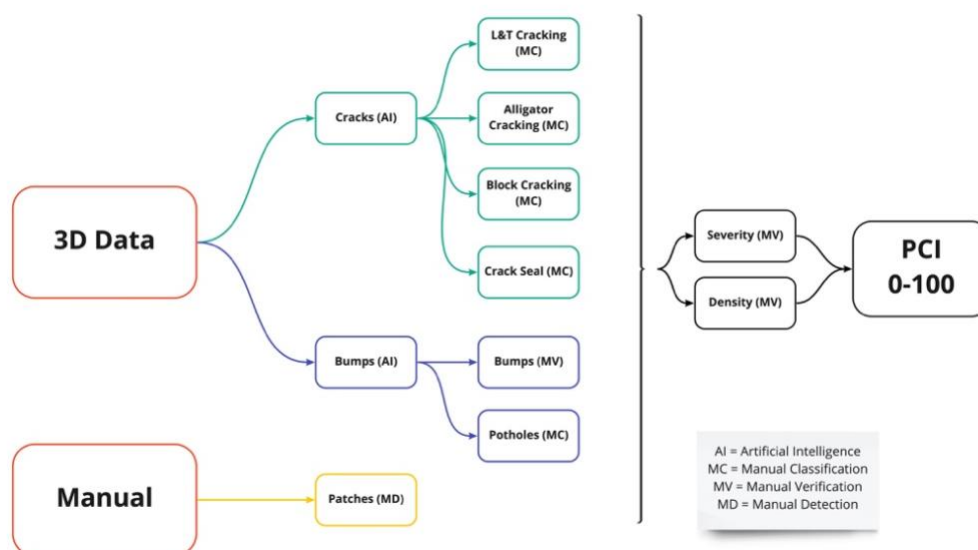 L&T Cracking
(MC)
Cracks (AI)
Alligator
Cracking (MC)
Block Cracking
(MC)
3D Data
Crack Seal (MC)
Severity (MV)
Density (MV)
PCI
0-100
Bumps (AI)
Bumps (MV)
Potholes (MC)
Manual
Patches (MD)
AI = Artificial Intelligence
MC = Manual Classification
MV = Manual Verification
MD = Manual Detection